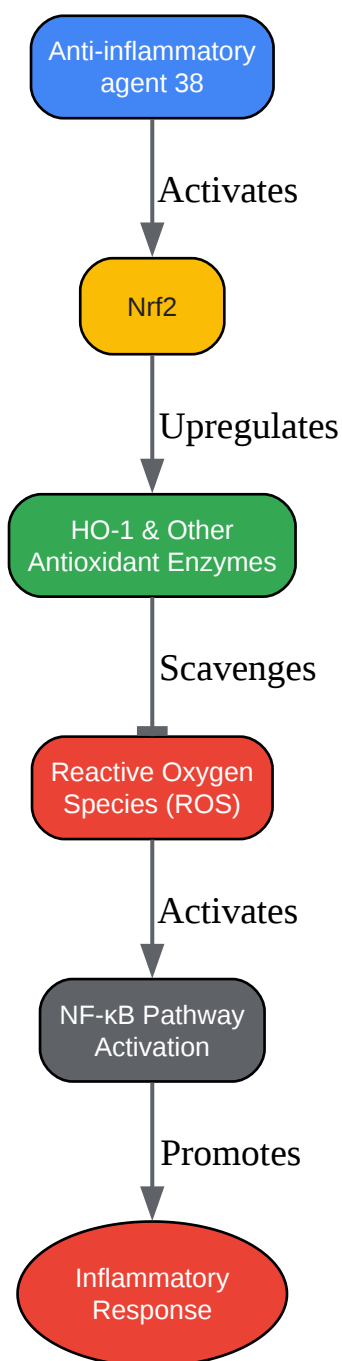 Anti-inflammatory
agent 38
Activates
Nrf2
Upregulates
HO-1 & Other
Antioxidant Enzymes
Scavenges
Reactive Oxygen
Species (ROS)
Activates
NF-κB Pathway
Activation
Promotes
Inflammatory
Response